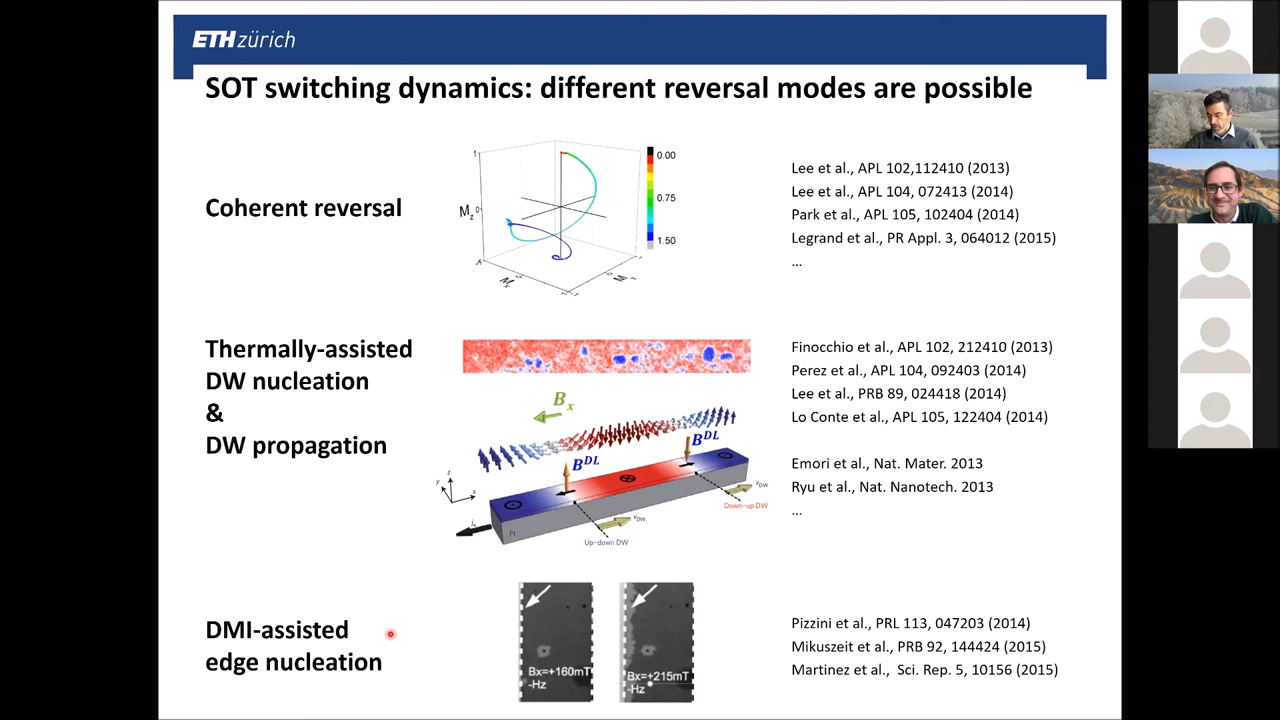 ETH zürich
SOT switching dynamics: different reversal modes are possible
Coherent reversal
1
Mz 0
Mx
0
0.00
0.75
1.50
Lee et al., APL 102,112410 (2013)
Lee et al., APL 104, 072413 (2014)
Park et al., APL 105, 102404 (2014)
Legrand et al., PR Appl. 3, 064012 (2015)
...
Thermally-assisted
DW nucleation
&
DW propagation
Bx
BDL
BDL
z
y
x
vDW
vDW
Down-up DW
Pt
Up-down DW
Finocchio et al., APL 102, 212410 (2013)
Perez et al., APL 104, 092403 (2014)
Lee et al., PRB 89, 024418 (2014)
Lo Conte et al., APL 105, 122404 (2014)
Emori et al., Nat. Mater. 2013
Ryu et al., Nat. Nanotech. 2013
...
DMI-assisted
edge nucleation
Bx=+160mT
-Hz
Bx=+215mT
-Hz
Pizzini et al., PRL 113, 047203 (2014)
Mikuszeit et al., PRB 92, 144424 (2015)
Martinez et al., Sci. Rep. 5, 10156 (2015)